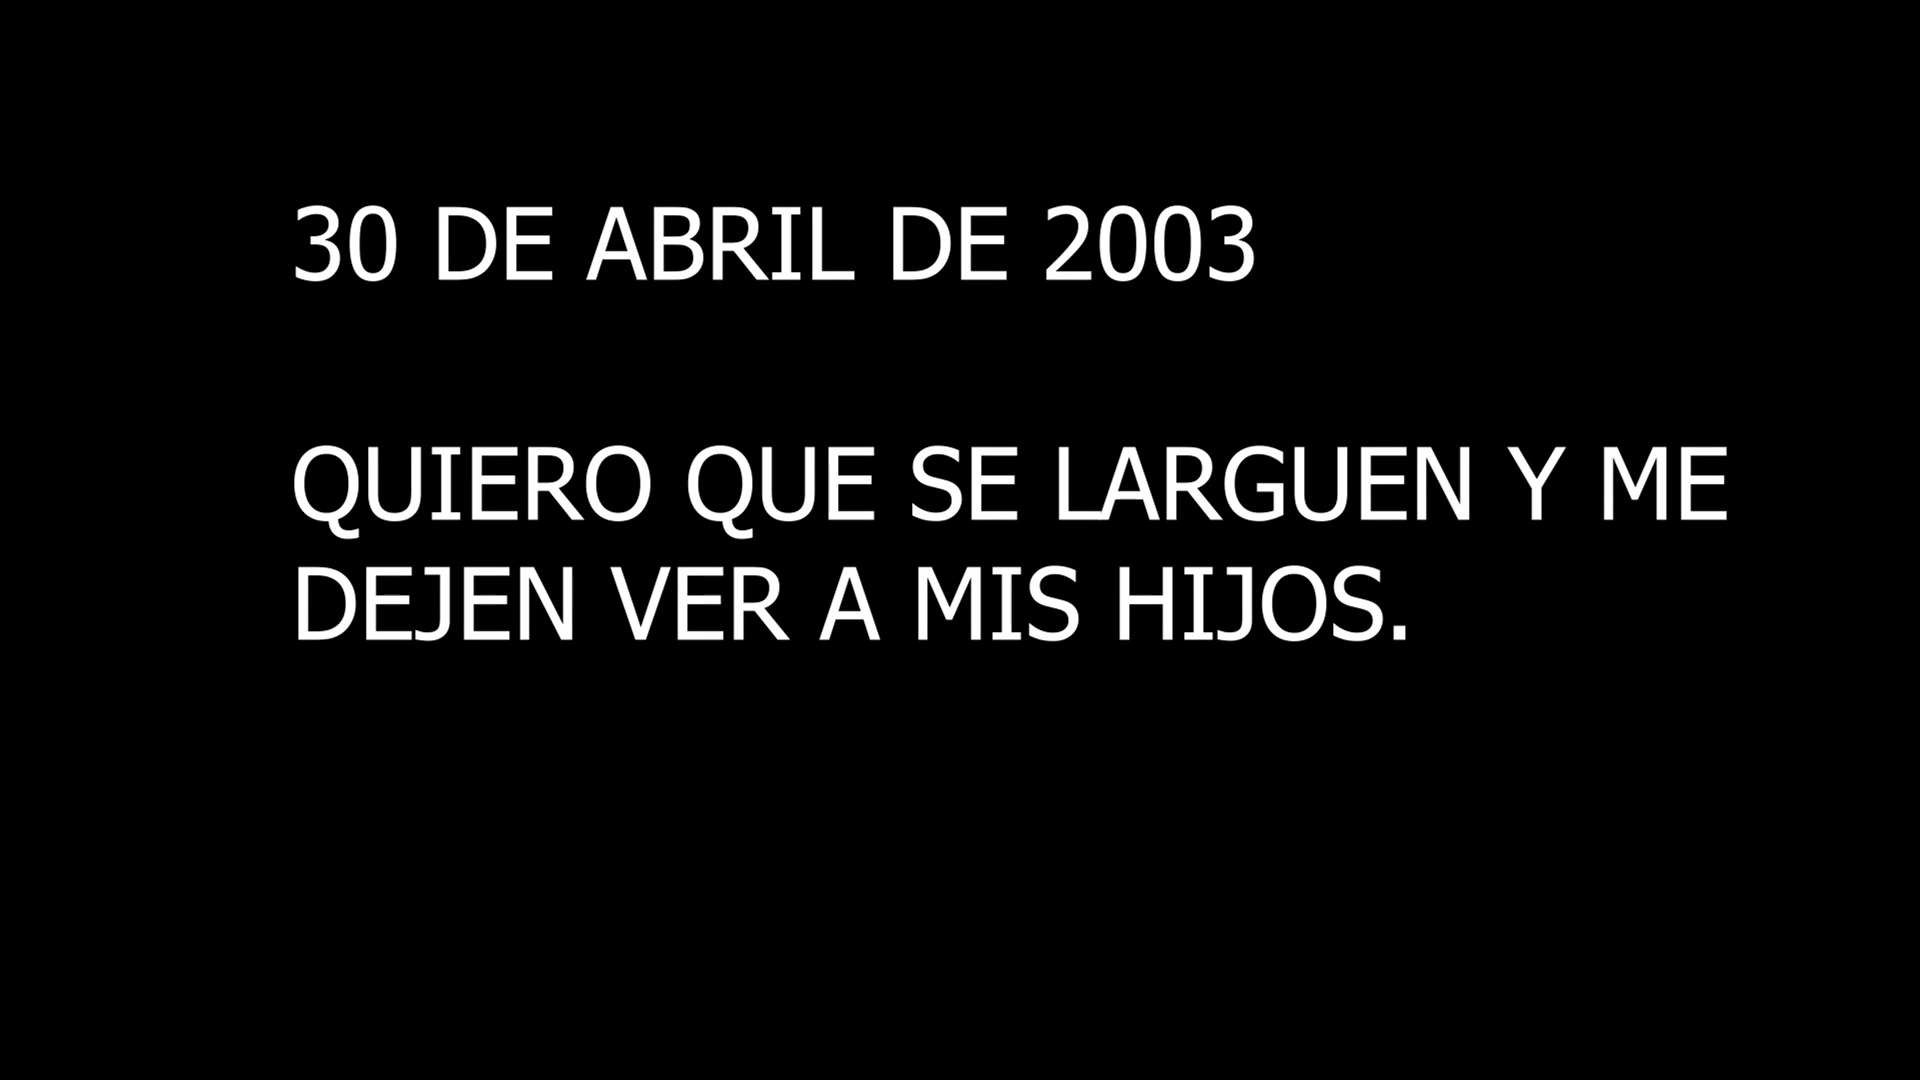 30 DE ABRIL DE 2003
QUIERO QUE SE LARGUEN Y ME
DEJEN VER A MIS HIJOS.